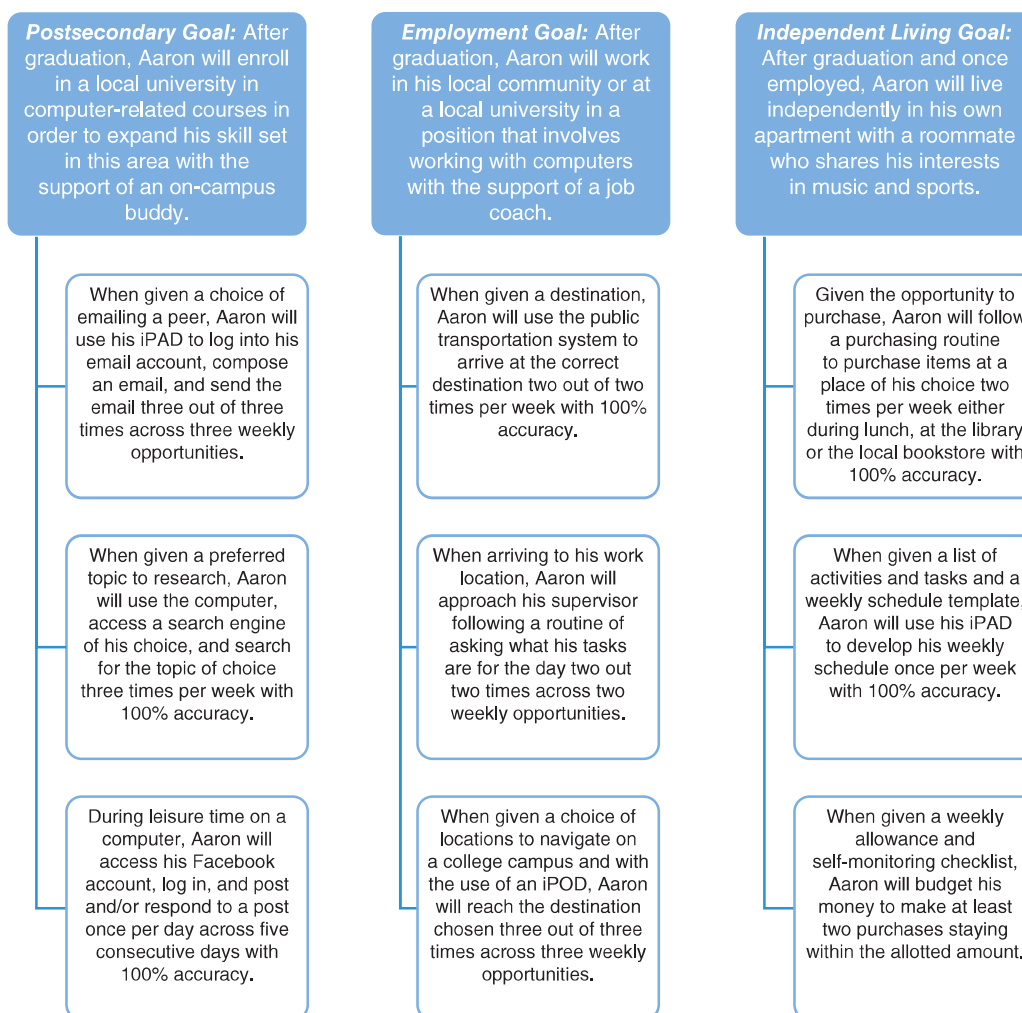 Postsecondary Goal: After
graduation, Aaron will enroll
in a local university in
computer-related courses in
order to expand his skill set
in this area with the
support of an on-campus
buddy.
When given a choice of
emailing a peer, Aaron will
use his iPAD to log into his
email account, compose
an email, and send the
email three out of three
times across three weekly
opportunities.
When given a preferred
topic to research, Aaron
will use the computer,
access a search engine
of his choice, and search
for the topic of choice
three times per week with
100% accuracy.
During leisure time on a
computer, Aaron will
access his Facebook
account, log in, and post
and/or respond to a post
once per day across five
consecutive days with
100% accuracy.
Employment Goal: After
graduation, Aaron will work
in his local community or at
a local university in a
position that involves
working with computers
with the support of a job
coach.
When given a destination,
Aaron will use the public
transportation system to
arrive at the correct
destination two out of two
times per week with 100%
accuracy.
When arriving to his work
location, Aaron will
approach his supervisor
following a routine of
asking what his tasks
are for the day two out
two times across two
weekly opportunities.
When given a choice of
locations to navigate on
a college campus and with
the use of an iPOD, Aaron
will reach the destination
chosen three out of three
times across three weekly
opportunities.
Independent Living Goal:
After graduation and once
employed, Aaron will live
independently in his own
apartment with a roommate
who shares his interests
in music and sports.
Given the opportunity to
purchase, Aaron will follow
a purchasing routine
to purchase items at a
place of his choice two
times per week either
during lunch, at the library
or the local bookstore with
100% accuracy.
When given a list of
activities and tasks and a
weekly schedule template,
Aaron will use his iPAD
to develop his weekly
schedule once per week
with 100% accuracy.
When given a weekly
allowance and
self-monitoring checklist,
Aaron will budget his
money to make at least
two purchases staying
within the allotted amount.